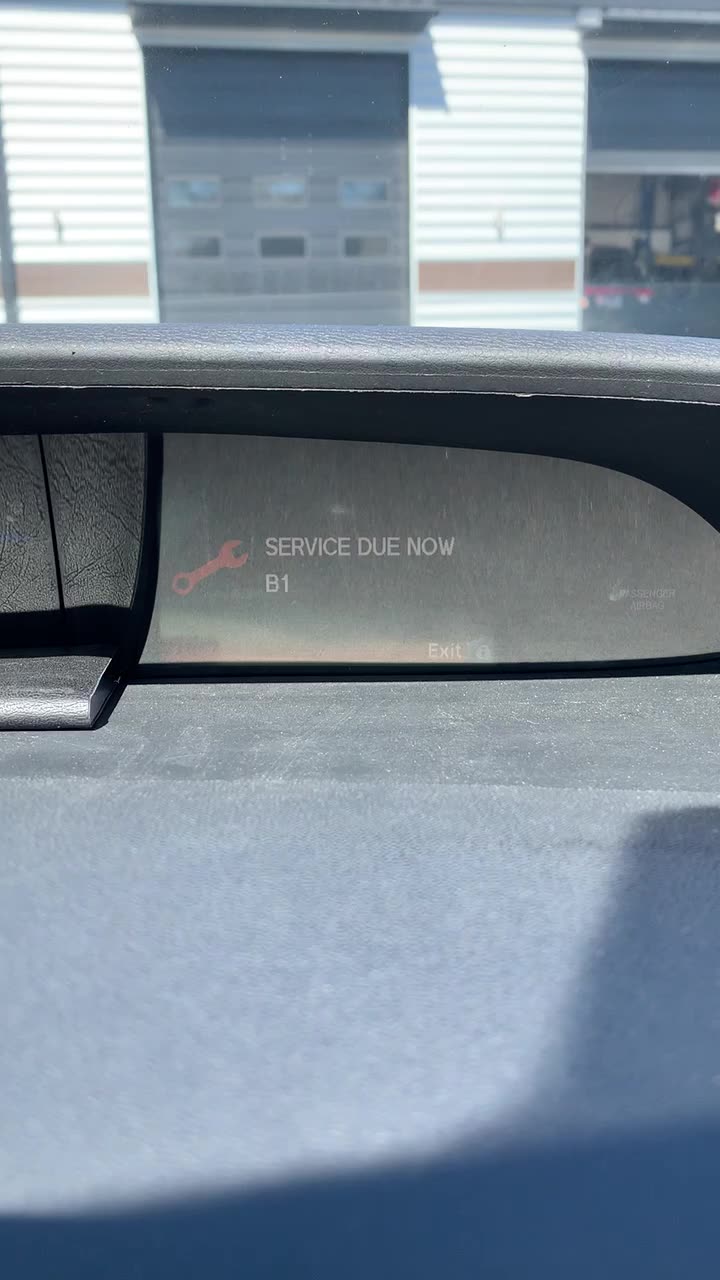 SERVICE DUE NOW
B1
PASSENGER
AIRBAG
Exit